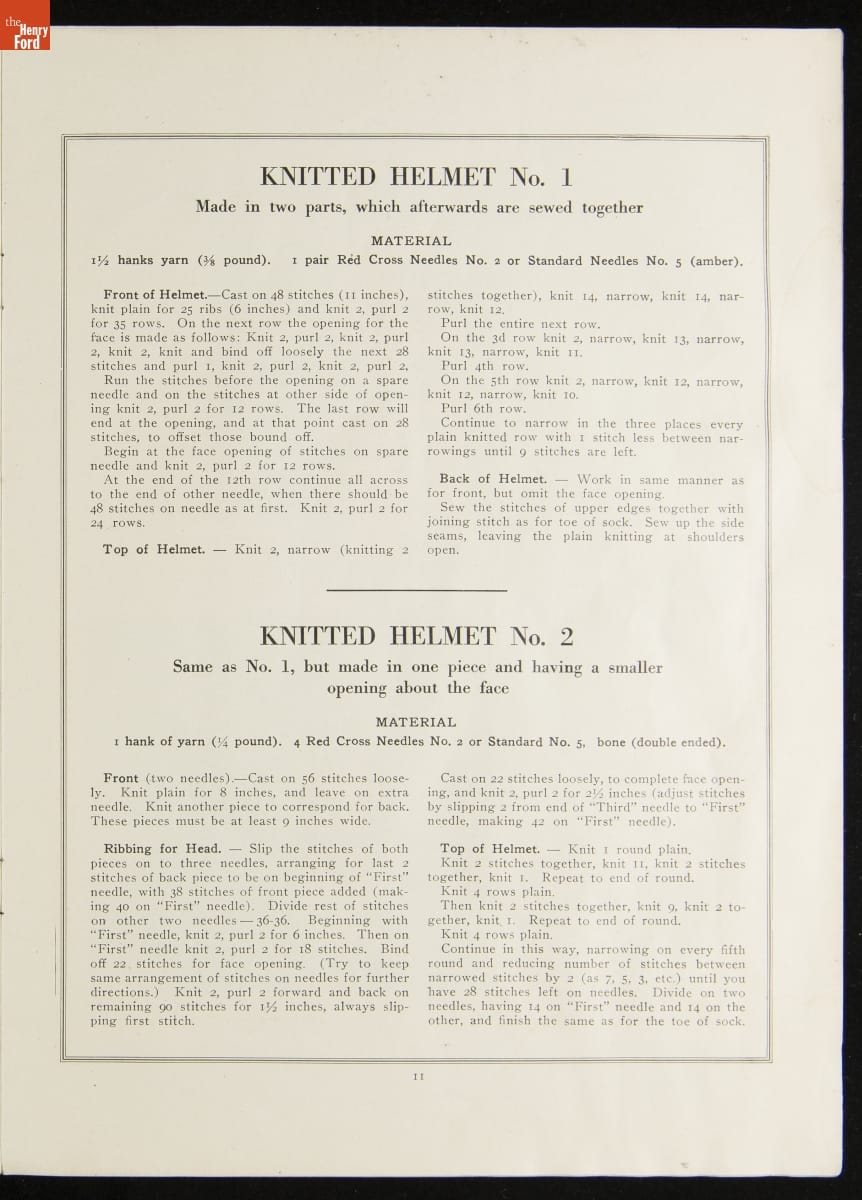 the
Henry
Ford
KNITTED HELMET No. 1
Made in two parts, which afterwards are sewed together
MATERIAL
1½ hanks yarn (⅜ pound). 1 pair Red Cross Needles No. 2 or Standard Needles No. 5 (amber).
Front of Helmet.—Cast on 48 stitches (11 inches),
knit plain for 25 ribs (6 inches) and knit 2, purl 2
for 35 rows. On the next row the opening for the
face is made as follows: Knit 2, purl 2, knit 2, purl
2, knit 2, knit and bind off loosely the next 28
stitches and purl 1, knit 2, purl 2, knit 2, purl 2,
Run the stitches before the opening on a spare
needle and on the stitches at other side of open-
ing knit 2, purl 2 for 12 rows. The last row will
end at the opening, and at that point cast on 28
stitches, to offset those bound off.
Begin at the face opening of stitches on spare
needle and knit 2, purl 2 for 12 rows.
At the end of the 12th row continue all across
to the end of other needle, when there should be
48 stitches on needle as at first. Knit 2, purl 2 for
24 rows.
Top of Helmet. — Knit 2, narrow (knitting 2
stitches together), knit 14, narrow, knit 14, nar-
row, knit 12.
Purl the entire next row.
On the 3d row knit 2, narrow, knit 13, narrow,
knit 13, narrow, knit 11.
Purl 4th row.
On the 5th row knit 2, narrow, knit 12, narrow,
knit 12, narrow, knit 10.
Purl 6th row.
Continue to narrow in the three places every
plain knitted row with 1 stitch less between nar-
rowings until 9 stitches are left.
Back of Helmet. — Work in same manner as
for front, but omit the face opening.
Sew the stitches of upper edges together with
joining stitch as for toe of sock. Sew up the side
seams, leaving the plain knitting at shoulders
open.
KNITTED HELMET No. 2
Same as No. 1, but made in one piece and having a smaller
opening about the face
MATERIAL
1 hank of yarn (¼ pound). 4 Red Cross Needles No. 2 or Standard No. 5, bone (double ended).
Front (two needles).—Cast on 56 stitches loose-
ly. Knit plain for 8 inches, and leave on extra
needle. Knit another piece to correspond for back.
These pieces must be at least 9 inches wide.
Ribbing for Head. — Slip the stitches of both
pieces on to three needles, arranging for last 2
stitches of back piece to be on beginning of "First"
needle, with 38 stitches of front piece added (mak-
ing 40 on "First" needle). Divide rest of stitches
on other two needles — 36-36. Beginning with
"First" needle, knit 2, purl 2 for 6 inches. Then on
"First" needle knit 2, purl 2 for 18 stitches. Bind
off 22 stitches for face opening. (Try to keep
same arrangement of stitches on needles for further
directions.) Knit 2, purl 2 forward and back on
remaining 90 stitches for 1½ inches, always slip-
ping first stitch.
Cast on 22 stitches loosely, to complete face open-
ing, and knit 2, purl 2 for 2½ inches (adjust stitches
by slipping 2 from end of "Third" needle to "First"
needle, making 42 on "First" needle).
Top of Helmet. — Knit 1 round plain.
Knit 2 stitches together, knit 11, knit 2 stitches
together, knit 1. Repeat to end of round.
Knit 4 rows plain.
Then knit 2 stitches together, knit 9, knit 2 to-
gether, knit 1. Repeat to end of round.
Knit 4 rows plain.
Continue in this way, narrowing on every fifth
round and reducing number of stitches between
narrowed stitches by 2 (as 7, 5, 3, etc.) until you
have 28 stitches left on needles. Divide on two
needles, having 14 on "First" needle and 14 on the
other, and finish the same as for the toe of sock.
11